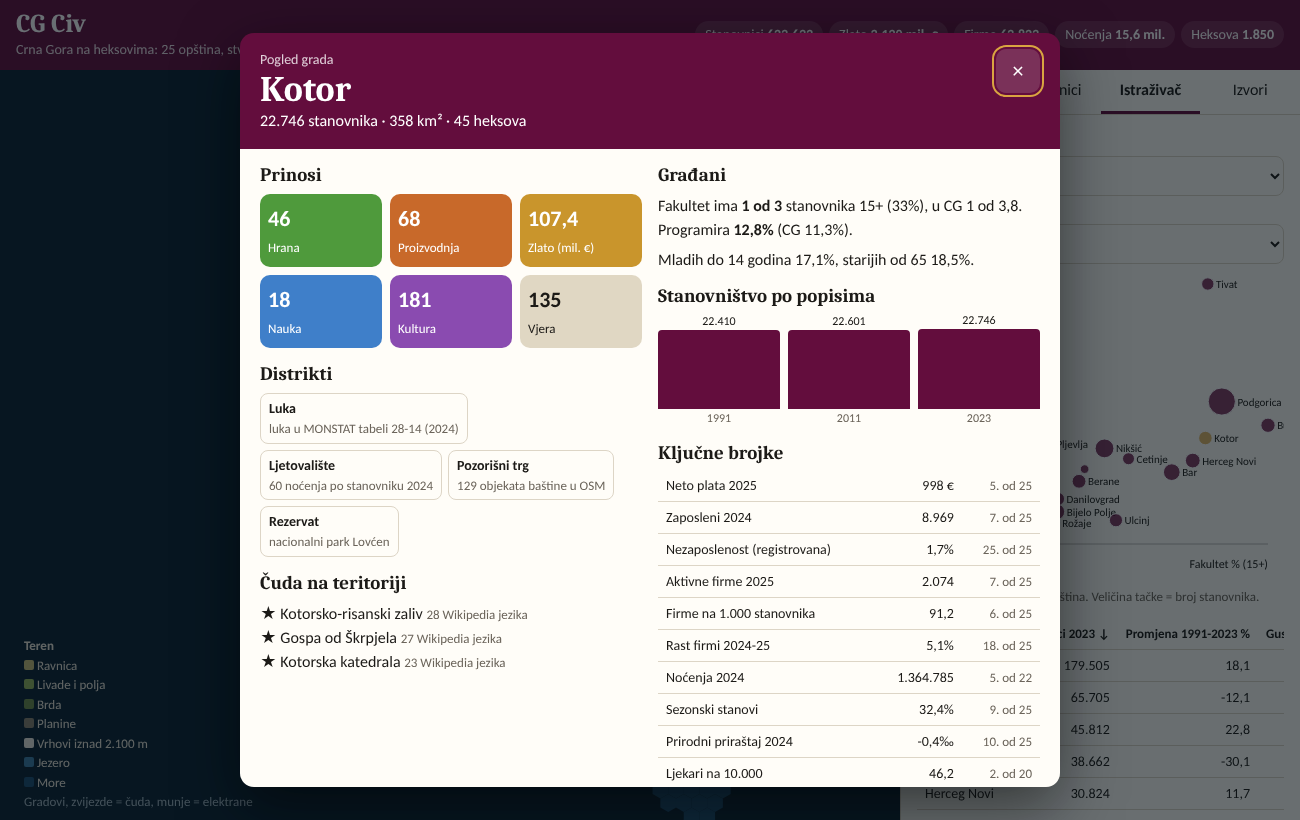 CG Civ
Crna Gora na heksovima: 25 opština, stv
Noćenja 15,6 mil.
Heksova 1.850
Istraživač
Izvori
Pogled grada
Kotor
22.746 stanovnika · 358 km² · 45 heksova
×
Prinosi
46
Hrana
68
Proizvodnja
107,4
Zlato (mil. €)
18
Nauka
181
Kultura
135
Vjera
Distrikti
Luka
luka u MONSTAT tabeli 28-14 (2024)
Ljetovalište
60 noćenja po stanovniku 2024
Pozorišni trg
129 objekata baštine u OSM
Rezervat
nacionalni park Lovćen
Čuda na teritoriji
★ Kotorsko-risanski zaliv 28 Wikipedia jezika
★ Gospa od Škrpjela 27 Wikipedia jezika
★ Kotorska katedrala 23 Wikipedia jezika
Građani
Fakultet ima 1 od 3 stanovnika 15+ (33%), u CG 1 od 3,8.
Programira 12,8% (CG 11,3%).
Mladih do 14 godina 17,1%, starijih od 65 18,5%.
Stanovništvo po popisima
22.410 22.601 22.746
1991 2011 2023
Ključne brojke
Neto plata 2025 998 € 5. od 25
Zaposleni 2024 8.969 7. od 25
Nezaposlenost (registrovana) 1,7% 25. od 25
Aktivne firme 2025 2.074 7. od 25
Firme na 1.000 stanovnika 91,2 6. od 25
Rast firmi 2024-25 5,1% 18. od 25
Noćenja 2024 1.364.785 5. od 22
Sezonski stanovi 32,4% 9. od 25
Prirodni priraštaj 2024 -0,4‰ 10. od 25
Ljekari na 10.000 46,2 2. od 20
Teren
Ravnica
Livade i polja
Brda
Planine
Vrhovi iznad 2.100 m
Jezero
More
Gradovi, zvijezde = čuda, munje = elektrane
Tivat
Podgorica
Kotor
Pljevlja
Nikšić
Cetinje
Herceg Novi
Bar
Berane
Danilovgrad
Bijelo Polje
Rožaje
Ulcinj
Fakultet % (15+)
Veličina tačke = broj stanovnika.
2023 ↓ Promjena 1991-2023 % Gus
179.505 18,1
65.705 -12,1
45.812 22,8
38.662 -30,1
Herceg Novi 30.824 11,7